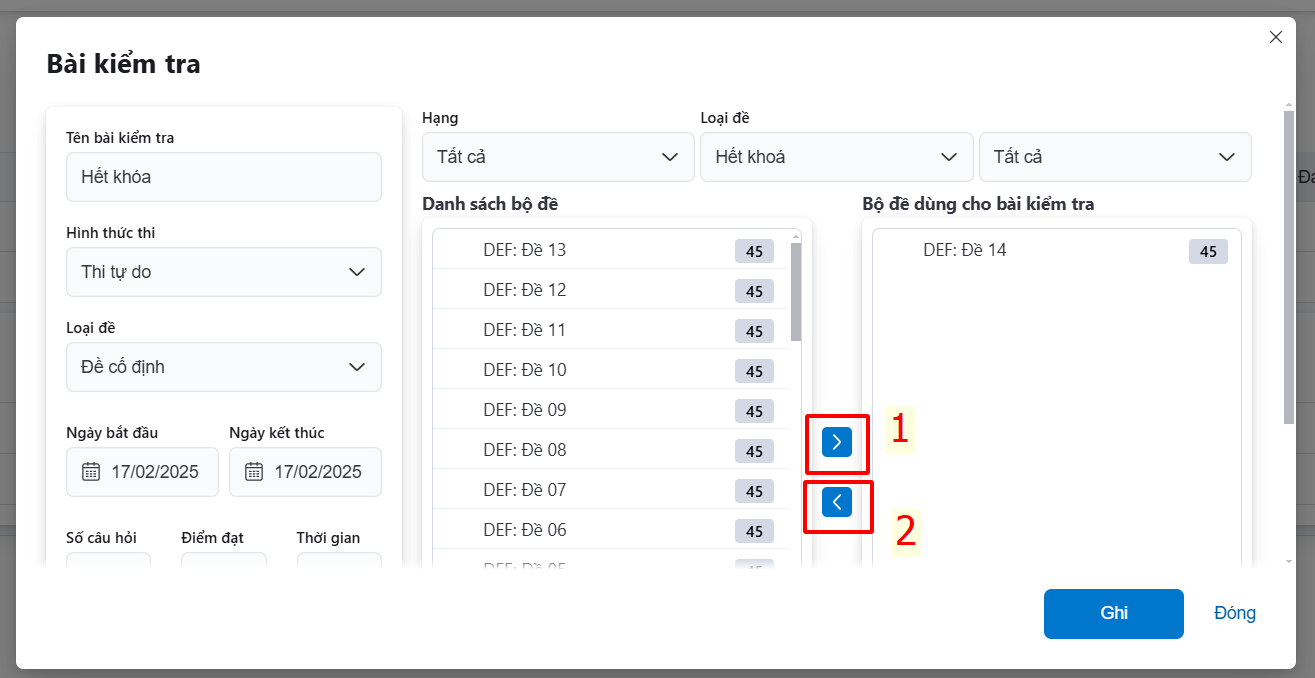 Bài kiểm tra
Tên bài kiểm tra
Hết khóa
Hình thức thi
Thi tự do
Loại đề
Đề cố định
Ngày bắt đầu Ngày kết thúc
17/02/2025 17/02/2025
Số câu hỏi Điểm đạt Thời gian
Hạng Loại đề
Tất cả Hết khoá Tất cả
Danh sách bộ đề
DEF: Đề 13 45
DEF: Đề 12 45
DEF: Đề 11 45
DEF: Đề 10 45
DEF: Đề 09 45
DEF: Đề 08 45
DEF: Đề 07 45
DEF: Đề 06 45
DEF: Đề 05 45
1
2
Bộ đề dùng cho bài kiểm tra
DEF: Đề 14 45
Ghi Đóng